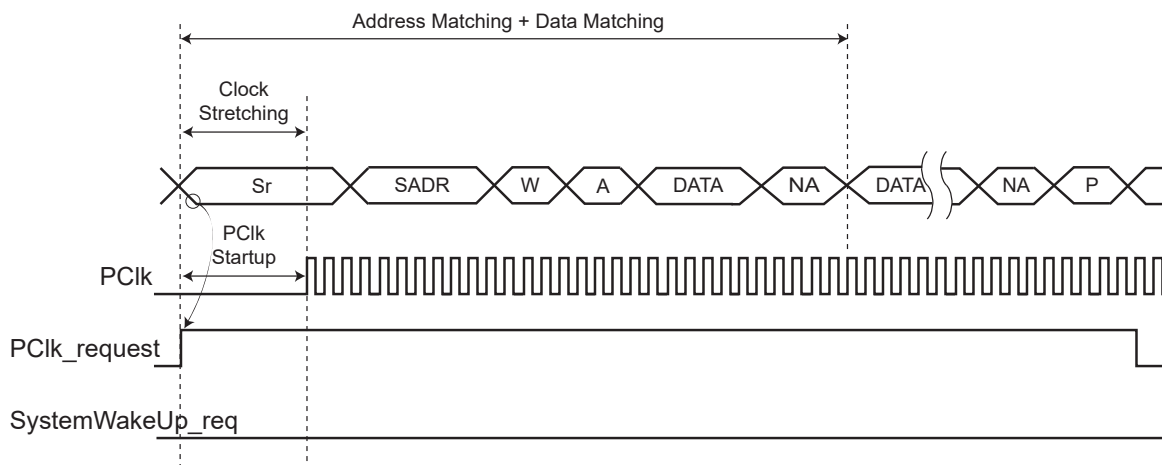 Address Matching + Data Matching
Clock
Stretching
Sr
SADR
W
A
DATA
NA
DATA
NA
P
PClk
Startup
PClk
PClk_request
SystemWakeUp_req